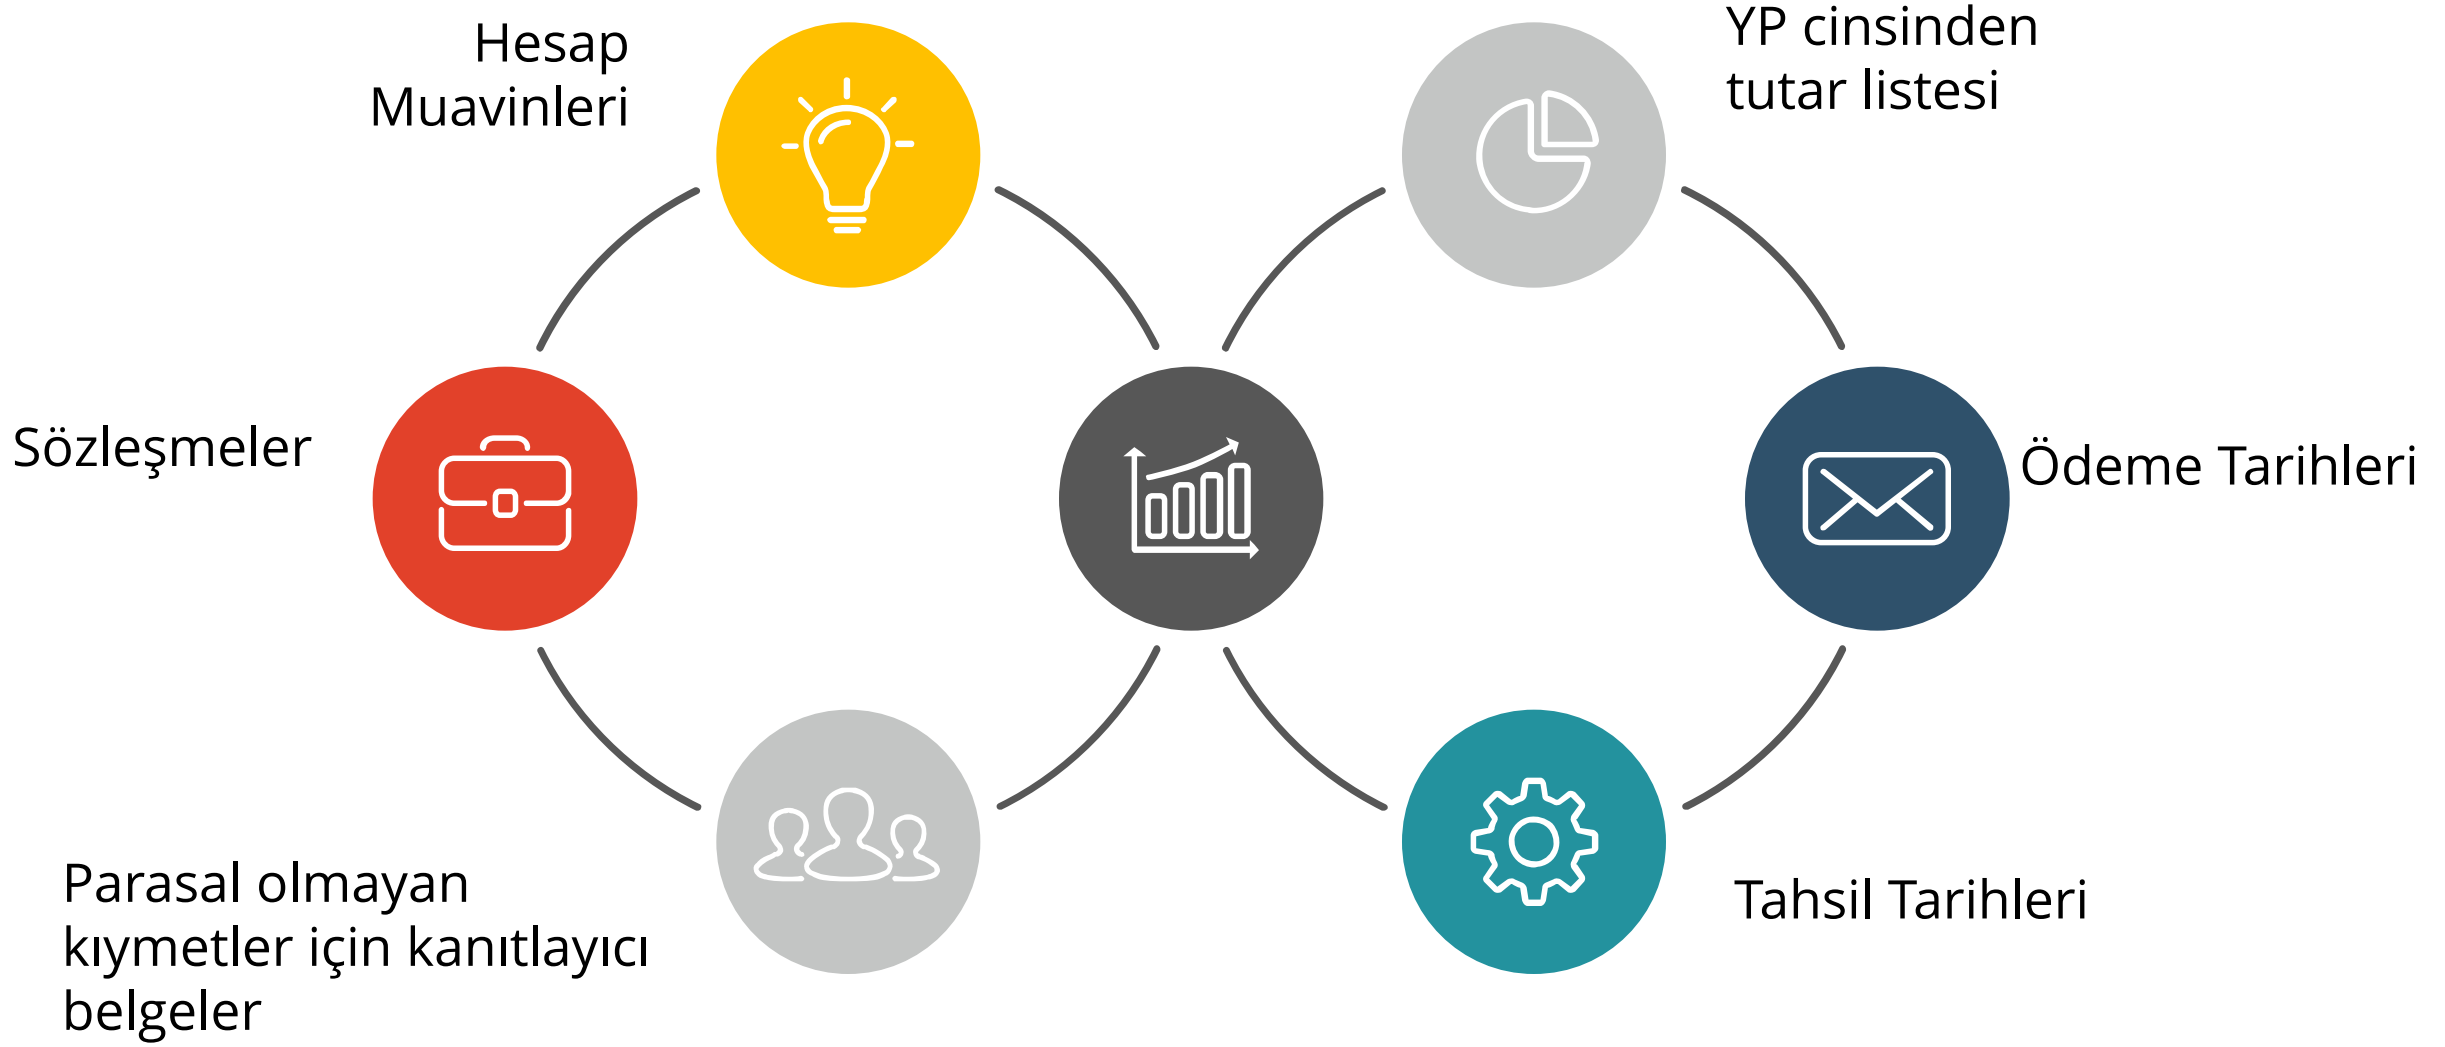 Hesap
Muavinleri
YP cinsinden
tutar listesi
Sözleşmeler
Ödeme Tarihleri
Parasal olmayan
kıymetler için kanıtlayıcı
belgeler
Tahsil Tarihleri